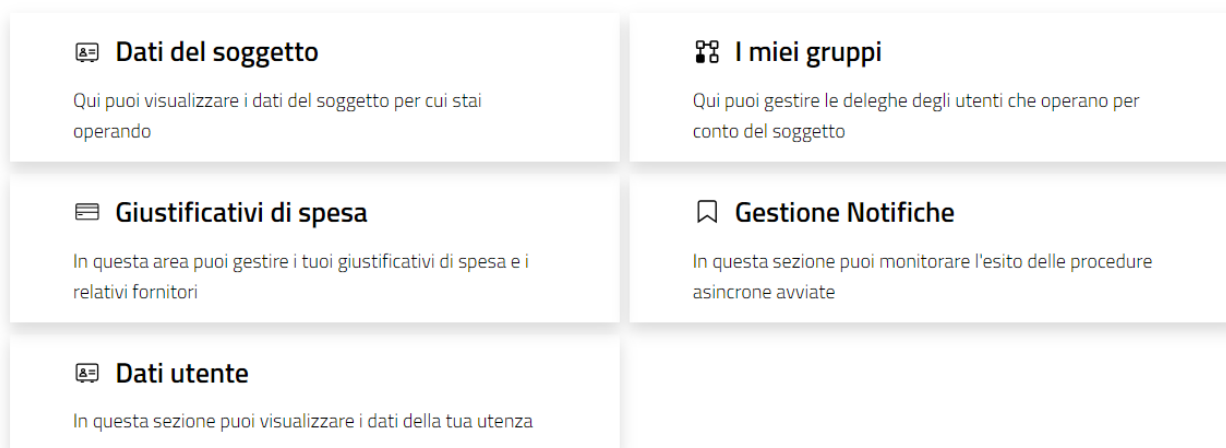 Dati del soggetto
Qui puoi visualizzare i dati del soggetto per cui stai
operando
I miei gruppi
Qui puoi gestire le deleghe degli utenti che operano per
conto del soggetto
Giustificativi di spesa
In questa area puoi gestire i tuoi giustificativi di spesa e i
relativi fornitori
Gestione Notifiche
In questa sezione puoi monitorare l'esito delle procedure
asincrone avviate
Dati utente
In questa sezione puoi visualizzare i dati della tua utenza